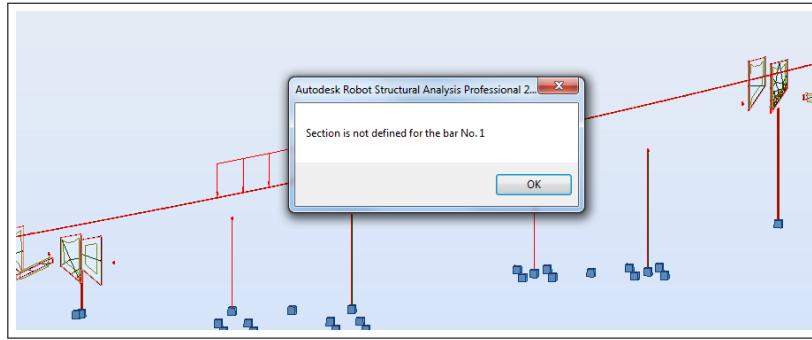 Autodesk Robot Structural Analysis Professional 2...
Section is not defined for the bar No. 1
OK